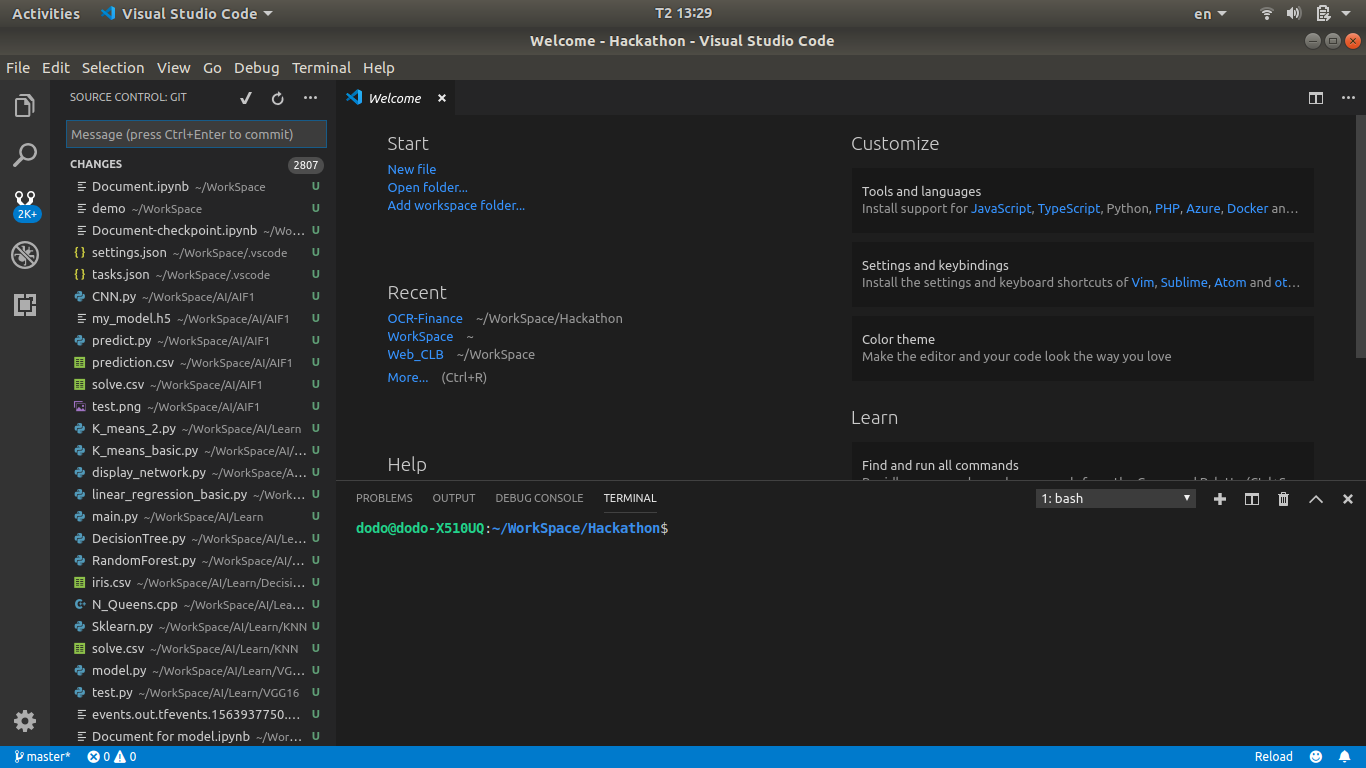 Activities Visual Studio Code T2 13:29 en
Welcome - Hackathon - Visual Studio Code
File Edit Selection View Go Debug Terminal Help
SOURCE CONTROL: GIT
Message (press Ctrl+Enter to commit)
CHANGES 2807
2K+
Document.ipynb ~/WorkSpace U
demo ~/WorkSpace U
Document-checkpoint.ipynb ~/Wo... U
settings.json ~/WorkSpace/.vscode U
tasks.json ~/WorkSpace/.vscode U
CNN.py ~/WorkSpace/AI/AIF1 U
my_model.h5 ~/WorkSpace/AI/AIF1 U
predict.py ~/WorkSpace/AI/AIF1 U
prediction.csv ~/WorkSpace/AI/AIF1 U
solve.csv ~/WorkSpace/AI/AIF1 U
test.png ~/WorkSpace/AI/AIF1 U
K_means_2.py ~/WorkSpace/AI/Learn U
K_means_basic.py ~/WorkSpace/AI/... U
display_network.py ~/WorkSpace/A... U
linear_regression_basic.py ~/Work... U
main.py ~/WorkSpace/AI/Learn U
DecisionTree.py ~/WorkSpace/AI/Le... U
RandomForest.py ~/WorkSpace/AI/... U
iris.csv ~/WorkSpace/AI/Learn/Decisi... U
N_Queens.cpp ~/WorkSpace/AI/Lea... U
Sklearn.py ~/WorkSpace/AI/Learn/KNN U
solve.csv ~/WorkSpace/AI/Learn/KNN U
model.py ~/WorkSpace/AI/Learn/VG... U
test.py ~/WorkSpace/AI/Learn/VGG16 U
events.out.tfevents.1563937750.... U
Document for model.ipynb ~/Wor... U
Welcome
Start
New file
Open folder...
Add workspace folder...
Recent
OCR-Finance ~/WorkSpace/Hackathon
WorkSpace ~
Web_CLB ~/WorkSpace
More... (Ctrl+R)
Help
Customize
Tools and languages
Install support for JavaScript, TypeScript, Python, PHP, Azure, Docker an...
Settings and keybindings
Install the settings and keyboard shortcuts of Vim, Sublime, Atom and ot...
Color theme
Make the editor and your code look the way you love
Learn
Find and run all commands
PROBLEMS OUTPUT DEBUG CONSOLE TERMINAL 1: bash
dodo@dodo-X510UQ:~/WorkSpace/Hackathon$
master* 0 0 Reload